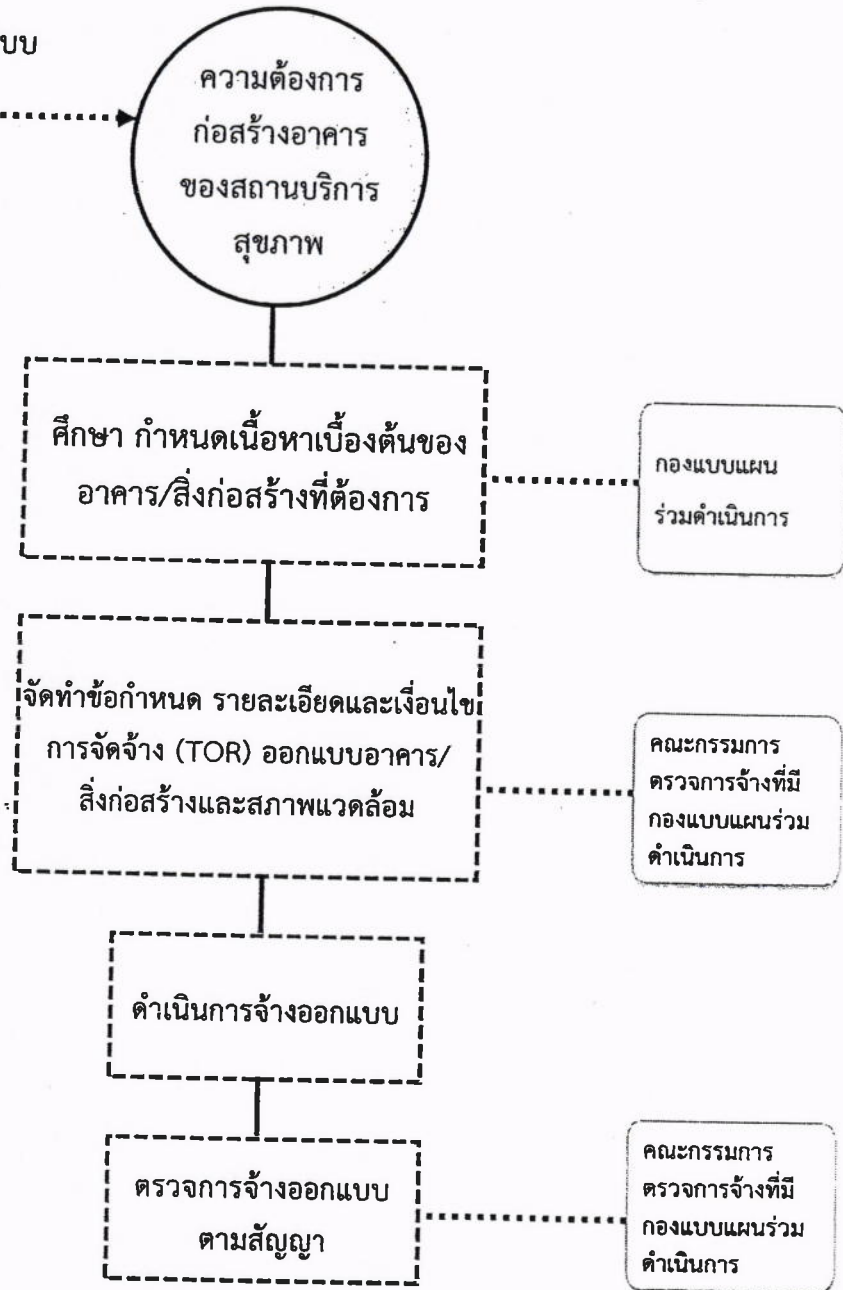 ความต้องการ
ก่อสร้างอาคาร
ของสถานบริการ
สุขภาพ
ศึกษา กำหนดเนื้อหาเบื้องต้นของ
อาคาร/สิ่งก่อสร้างที่ต้องการ
กองแบบแผน
ร่วมดำเนินการ
จัดทำข้อกำหนด รายละเอียดและเงื่อนไข
การจัดจ้าง (TOR) ออกแบบอาคาร/
สิ่งก่อสร้างและสภาพแวดล้อม
คณะกรรมการ
ตรวจการจ้างที่มี
กองแบบแผนร่วม
ดำเนินการ
ดำเนินการจ้างออกแบบ
ตรวจการจ้างออกแบบ
ตามสัญญา
คณะกรรมการ
ตรวจการจ้างที่มี
กองแบบแผนร่วม
ดำเนินการ